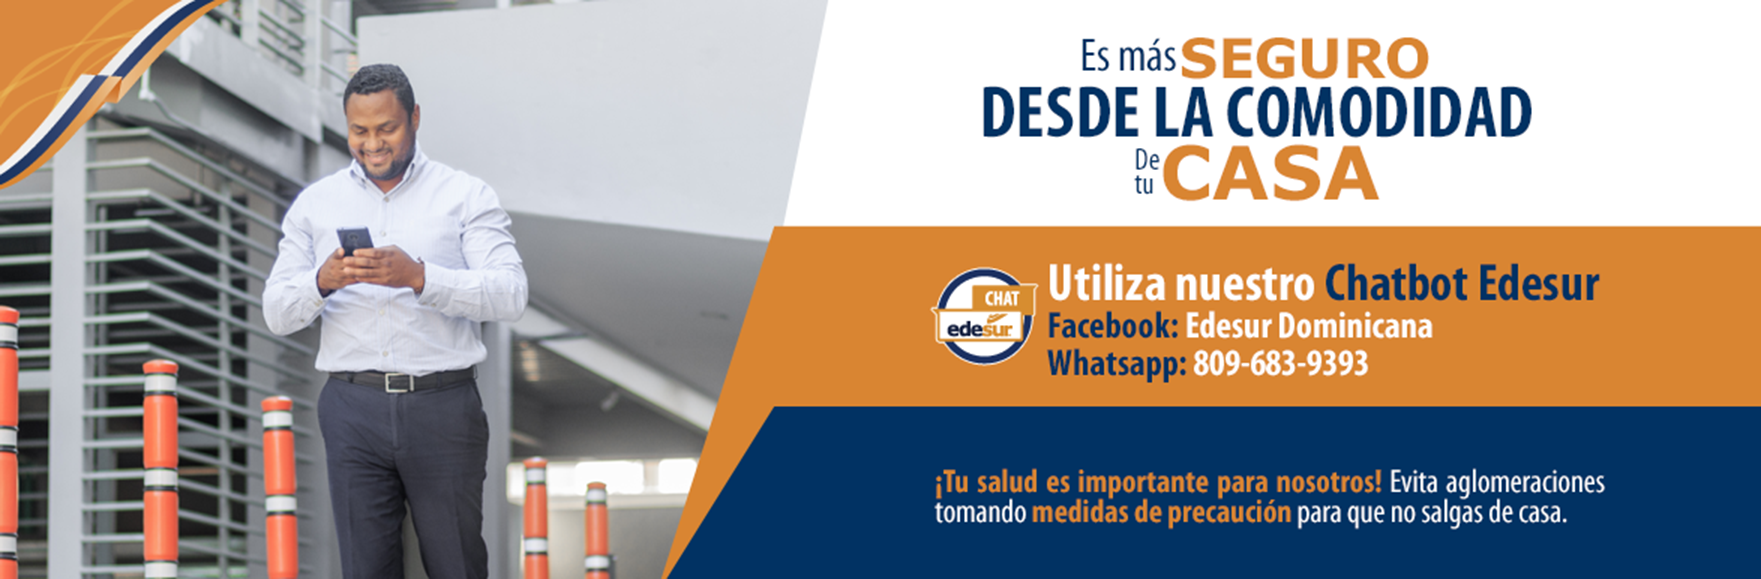 Es más SEGURO
DESDE LA COMODIDAD
De
tu CASA
CHAT
edesur
Utiliza nuestro Chatbot Edesur
Facebook: Edesur Dominicana
Whatsapp: 809-683-9393
¡Tu salud es importante para nosotros! Evita aglomeraciones
tomando medidas de precaución para que no salgas de casa.